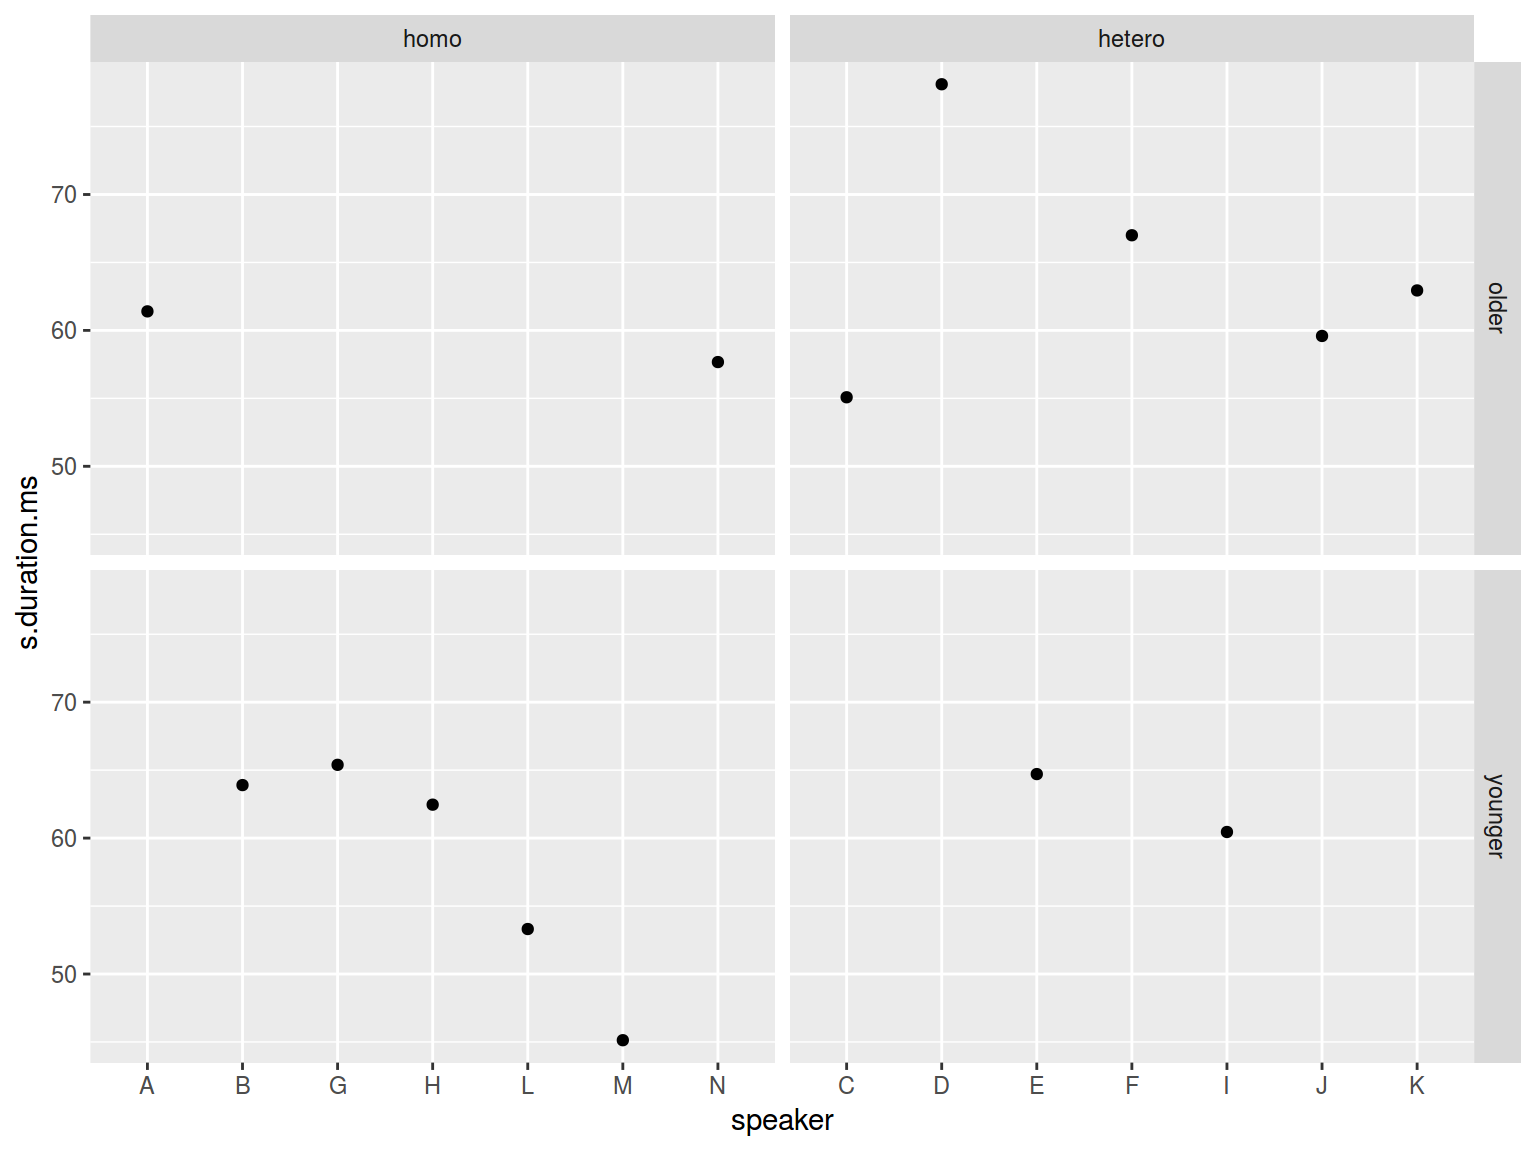 homo
hetero
70
60
50
older
s.duration.ms
70
60
50
younger
A B G H L M N
C D E F I J K
speaker